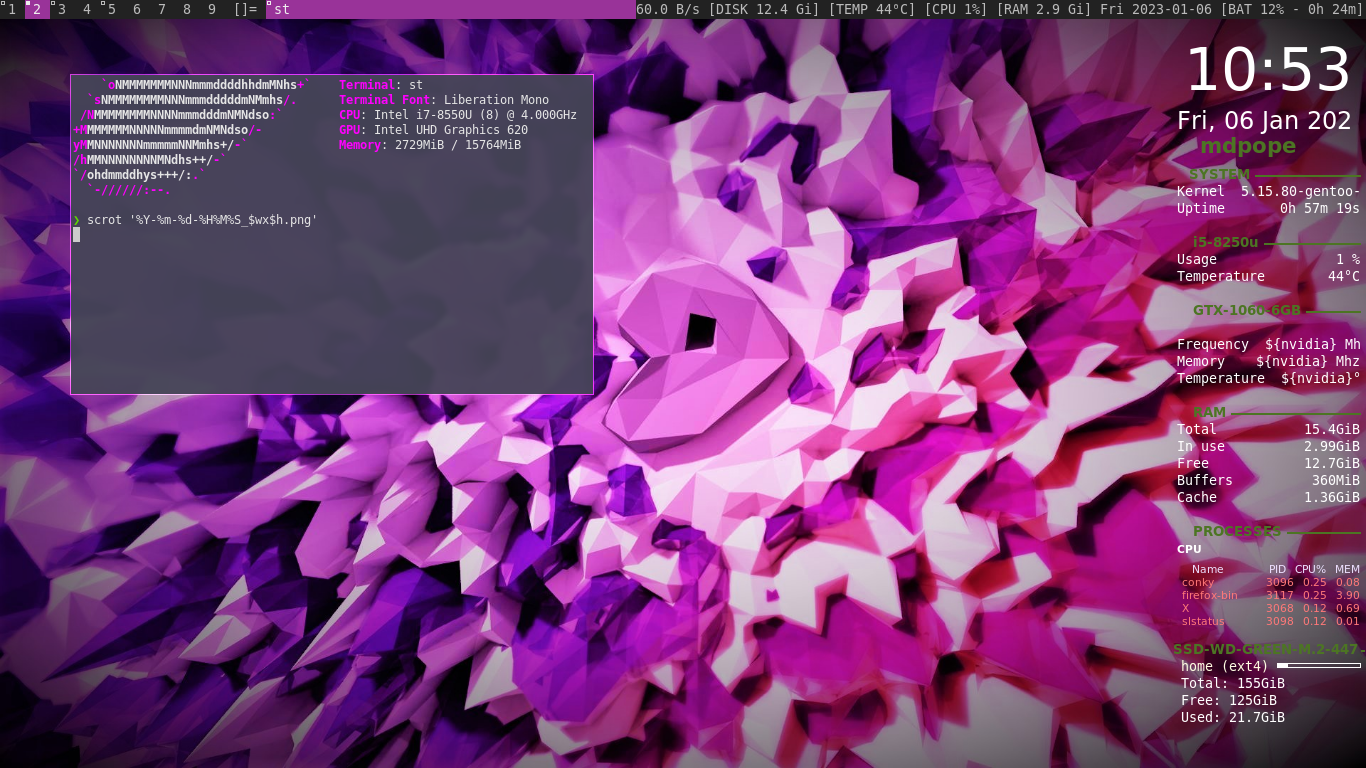 1 2 3 4 5 6 7 8 9 []= st 60.0 B/s [DISK 12.4 Gi] [TEMP 44°C] [CPU 1%] [RAM 2.9 Gi] Fri 2023-01-06 [BAT 12% - 0h 24m]
`oNMMMMMMMNNNmmddddhhdmMNhs+` Terminal: st
`sNMMMMMMMMNNNmmdddddmNMmhs/. Terminal Font: Liberation Mono
/NMMMMMMMMNNNNmmmdddmNMNdso:` CPU: Intel i7-8550U (8) @ 4.000GHz
+MMMMMMMNNNNNmmmmdmNMNdso/- GPU: Intel UHD Graphics 620
yMMNNNNNNNmmmmmNNMmhs+/-` Memory: 2729MiB / 15764MiB
/hMMNNNNNNNNMNdhs++/-`
`/ohdmmddhys+++/:.`
`-//////:--.
❯ scrot '%Y-%m-%d-%H%M%S_$wx$h.png'
10:53
Fri, 06 Jan 202
mdpope
SYSTEM
Kernel 5.15.80-gentoo-
Uptime 0h 57m 19s
i5-8250u
Usage 1 %
Temperature 44°C
GTX-1060-6GB
Frequency ${nvidia} Mh
Memory ${nvidia} Mhz
Temperature ${nvidia}°
RAM
Total 15.4GiB
In use 2.99GiB
Free 12.7GiB
Buffers 360MiB
Cache 1.36GiB
PROCESSES
CPU
Name PID CPU% MEM
conky 3096 0.25 0.08
firefox-bin 3117 0.25 3.90
X 3068 0.12 0.69
slstatus 3098 0.12 0.01
SSD-WD-GREEN-M.2-447-
home (ext4)
Total: 155GiB
Free: 125GiB
Used: 21.7GiB